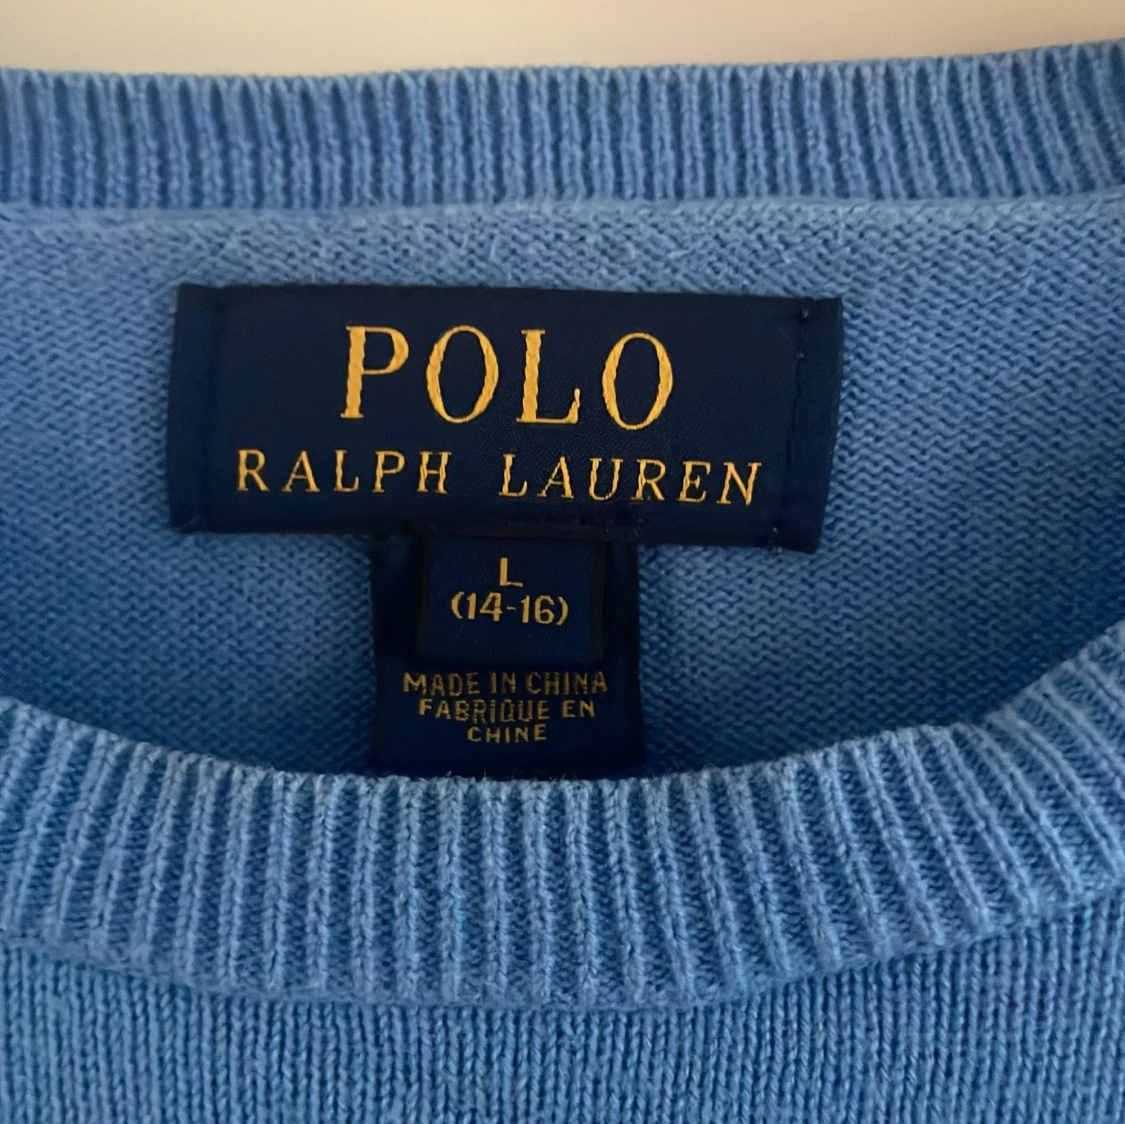 POLO
RALPH LAUREN
L
(14-16)
MADE IN CHINA
FABRIQUE EN
CHINE